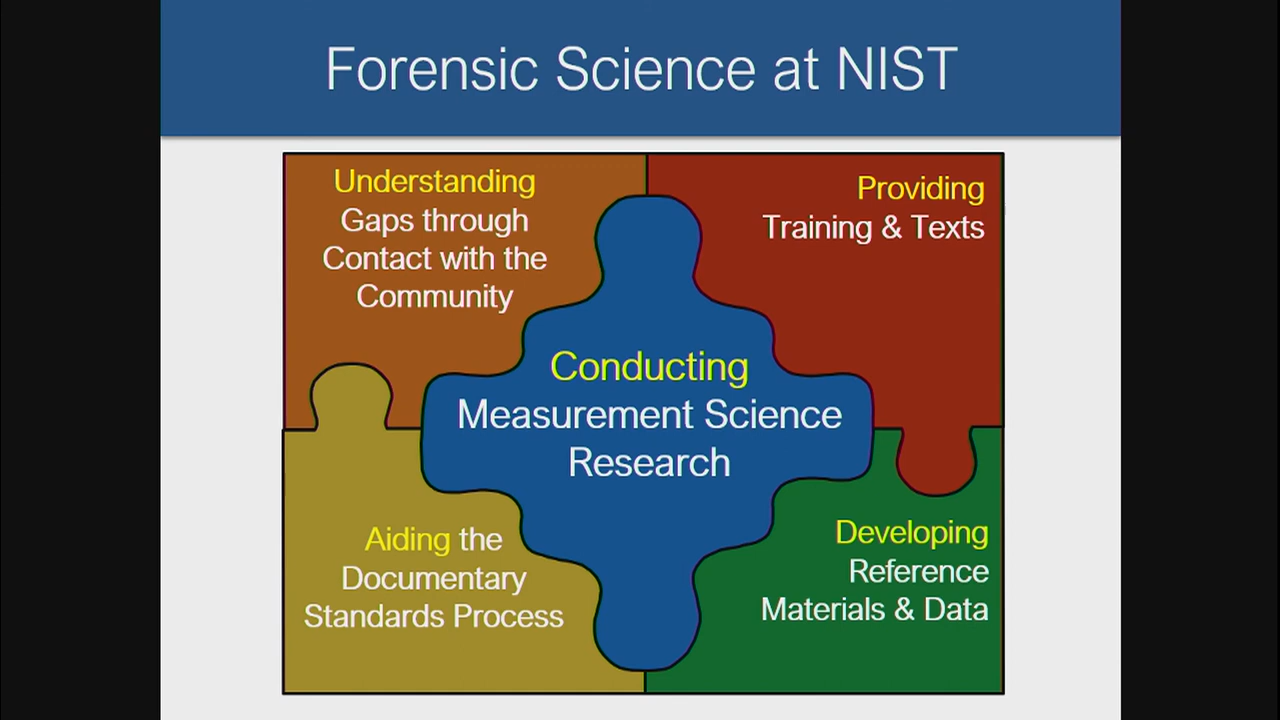 Forensic Science at NIST
Understanding
Gaps through
Contact with the
Community
Providing
Training & Texts
Conducting
Measurement Science
Research
Aiding the
Documentary
Standards Process
Developing
Reference
Materials & Data